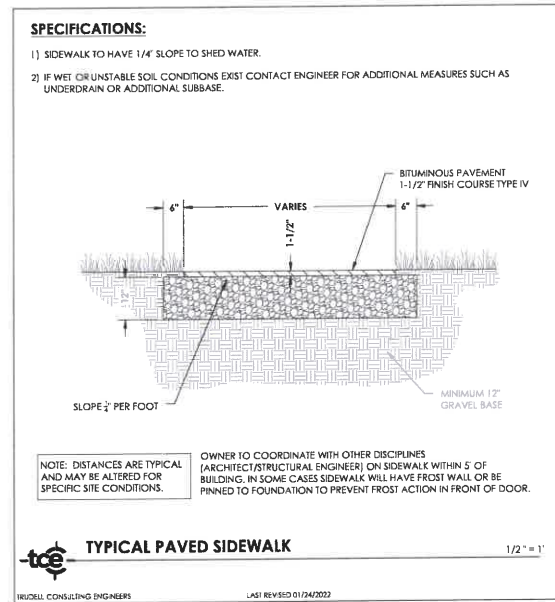 SPECIFICATIONS:
1) SIDEWALK TO HAVE 1/4" SLOPE TO SHED WATER.
2) IF WET OR UNSTABLE SOIL CONDITIONS EXIST CONTACT ENGINEER FOR ADDITIONAL MEASURES SUCH AS
UNDERDRAIN OR ADDITIONAL SUBBASE.
BITUMINOUS PAVEMENT
1-1/2" FINISH COURSE TYPE IV
6"
VARIES
6"
1-1/2"
12"
SLOPE ¼" PER FOOT
MINIMUM 12"
GRAVEL BASE
NOTE: DISTANCES ARE TYPICAL
AND MAY BE ALTERED FOR
SPECIFIC SITE CONDITIONS.
OWNER TO COORDINATE WITH OTHER DISCIPLINES
(ARCHITECT/STRUCTURAL ENGINEER) ON SIDEWALK WITHIN 5' OF
BUILDING. IN SOME CASES SIDEWALK WILL HAVE FROST WALL OR BE
PINNED TO FOUNDATION TO PREVENT FROST ACTION IN FRONT OF DOOR.
tce
TYPICAL PAVED SIDEWALK
1/2 " = 1'
TRUDELL CONSULTING ENGINEERS
LAST REVISED 01/24/2022